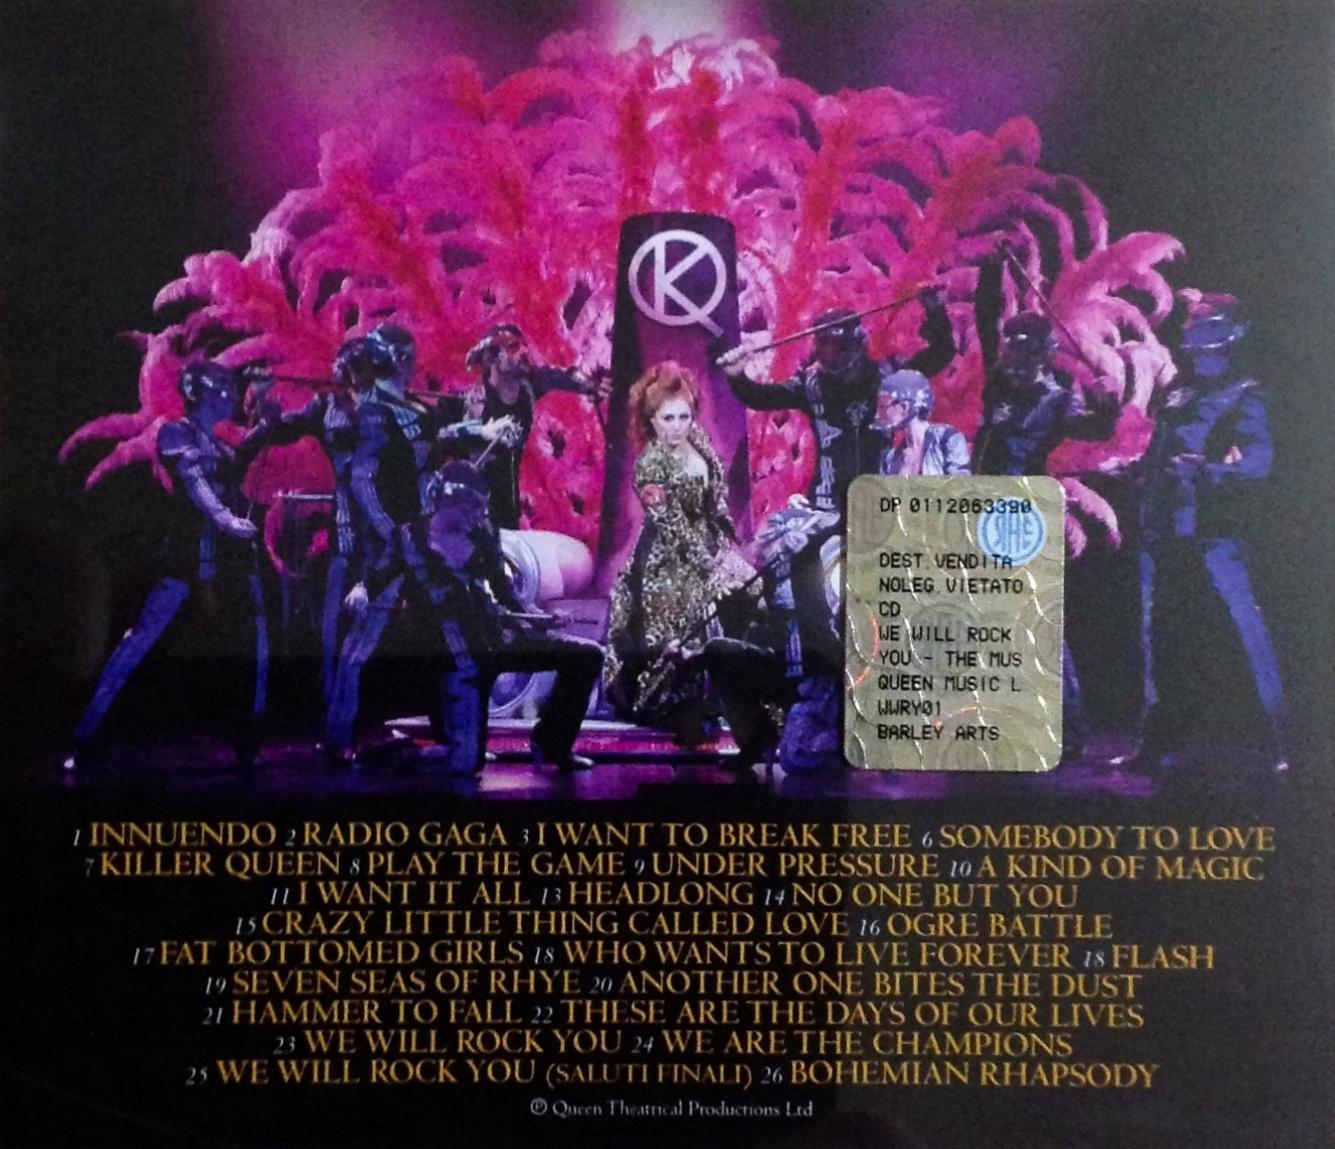 KQ
DP 0112063390
SIAE
DEST.VENDITA
NOLEG.VIETATO
CD
WE WILL ROCK
YOU - THE MUS
QUEEN MUSIC L
WWRY01
BARLEY ARTS
1 INNUENDO 2 RADIO GAGA 3 I WANT TO BREAK FREE 6 SOMEBODY TO LOVE
7 KILLER QUEEN 8 PLAY THE GAME 9 UNDER PRESSURE 10 A KIND OF MAGIC
11 I WANT IT ALL 13 HEADLONG 14 NO ONE BUT YOU
15 CRAZY LITTLE THING CALLED LOVE 16 OGRE BATTLE
17 FAT BOTTOMED GIRLS 18 WHO WANTS TO LIVE FOREVER 18 FLASH
19 SEVEN SEAS OF RHYE 20 ANOTHER ONE BITES THE DUST
21 HAMMER TO FALL 22 THESE ARE THE DAYS OF OUR LIVES
23 WE WILL ROCK YOU 24 WE ARE THE CHAMPIONS
25 WE WILL ROCK YOU (SALUTI FINALI) 26 BOHEMIAN RHAPSODY
℗ Queen Theatrical Productions Ltd